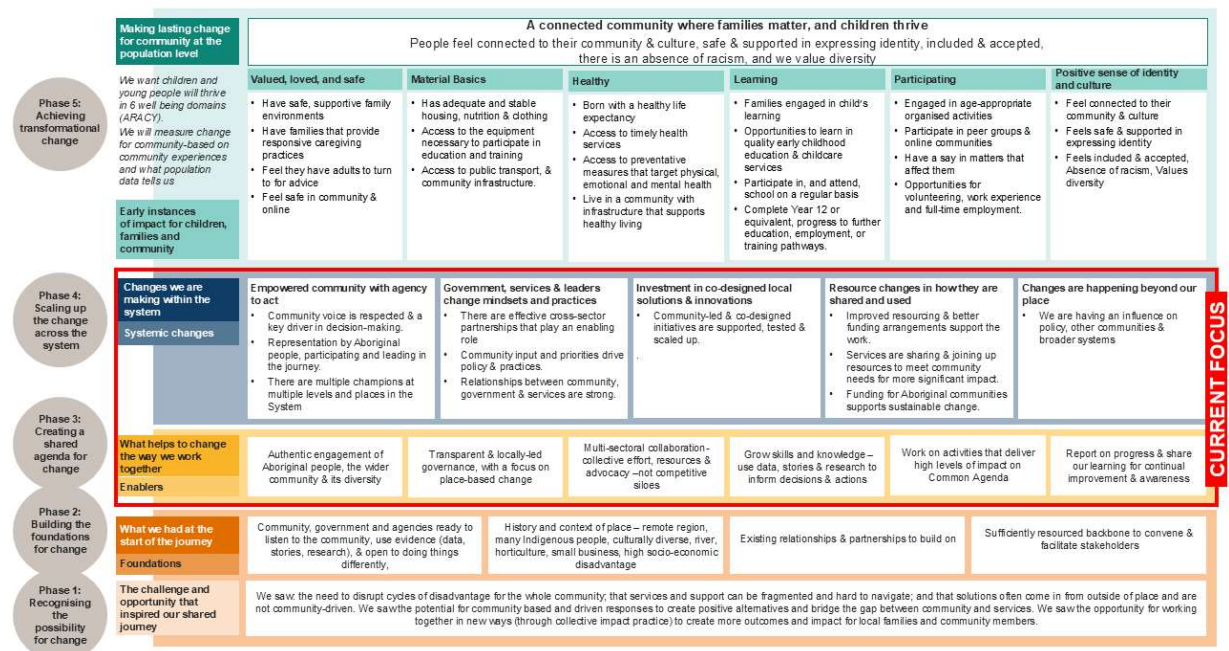 Making lasting change
for community at the
population level
A connected community where families matter, and children thrive
People feel connected to their community & culture, safe & supported in expressing identity, included & accepted,
there is an absence of racism, and we value diversity
Phase 5:
Achieving
transformational
change
We want children and
young people will thrive
in 6 well being domains
(ARACY).
We will measure change
for community-based on
community experiences
and what population
data tells us
Early instances
of impact for children,
families and
community
Valued, loved, and safe
• Have safe, supportive family
environments
• Have families that provide
responsive caregiving
practices
• Feel they have adults to turn
to for advice
• Feel safe in community &
online
Material Basics
• Has adequate and stable
housing, nutrition & clothing
• Access to the equipment
necessary to participate in
education and training
• Access to public transport, &
community infrastructure.
Healthy
• Born with a healthy life
expectancy
• Access to timely health
services
• Access to preventative
measures that target physical,
emotional and mental health
• Live in a community with
infrastructure that supports
healthy living
Learning
• Families engaged in child's
learning
• Opportunities to learn in
quality early childhood
education & childcare
services
• Participate in, and attend,
school on a regular basis
• Complete Year 12 or
equivalent, progress to further
education, employment, or
training pathways.
Participating
• Engaged in age-appropriate
organised activities
• Participate in peer groups &
online communities
• Have a say in matters that
affect them
• Opportunities for
volunteering, work experience
and full-time employment.
Positive sense of identity
and culture
• Feel connected to their
community & culture
• Feels safe & supported in
expressing identity
• Feels included & accepted,
Absence of racism, Values
diversity
Phase 4:
Scaling up
the change
across the
system
Changes we are
making within the
system
Systemic changes
Empowered community with agency
to act
• Community voice is respected & a
key driver in decision-making.
• Representation by Aboriginal
people, participating and leading in
the journey.
• There are multiple champions at
multiple levels and places in the
System
Government, services & leaders
change mindsets and practices
• There are effective cross-sector
partnerships that play an enabling
role
• Community input and priorities drive
policy & practices.
• Relationships between community,
government & services are strong.
Investment in co-designed local
solutions & innovations
• Community-led & co-designed
initiatives are supported, tested &
scaled up.
.
Resource changes in how they are
shared and used
• Improved resourcing & better
funding arrangements support the
work.
• Services are sharing & joining up
resources to meet community
needs for more significant impact.
• Funding for Aboriginal communities
supports sustainable change.
Changes are happening beyond our
place
• We are having an influence on
policy, other communities &
broader systems
CURRENT FOCUS
Phase 3:
Creating a
shared
agenda for
change
What helps to change
the way we work
together
Enablers
Authentic engagement of
Aboriginal people, the wider
community & its diversity
Transparent & locally-led
governance, with a focus on
place-based change
Multi-sectoral collaboration-
collective effort, resources &
advocacy –not competitive
siloes
Grow skills and knowledge –
use data, stories & research to
inform decisions & actions
Work on activities that deliver
high levels of impact on
Common Agenda
Report on progress & share
our learning for continual
improvement & awareness
Phase 2:
Building the
foundations
for change
What we had at the
start of the journey
Foundations
Community, government and agencies ready to
listen to the community, use evidence (data,
stories, research), & open to doing things
differently,
History and context of place – remote region,
many Indigenous people, culturally diverse, river,
horticulture, small business, high socio-economic
disadvantage
Existing relationships & partnerships to build on
Sufficiently resourced backbone to convene &
facilitate stakeholders
Phase 1:
Recognising
the
possibility
for change
The challenge and
opportunity that
inspired our shared
journey
We saw: the need to disrupt cycles of disadvantage for the whole community; that services and support can be fragmented and hard to navigate; and that solutions often come in from outside of place and are
not community-driven. We saw the potential for community based and driven responses to create positive alternatives and bridge the gap between community and services. We saw the opportunity for working
together in new ways (through collective impact practice) to create more outcomes and impact for local families and community members.